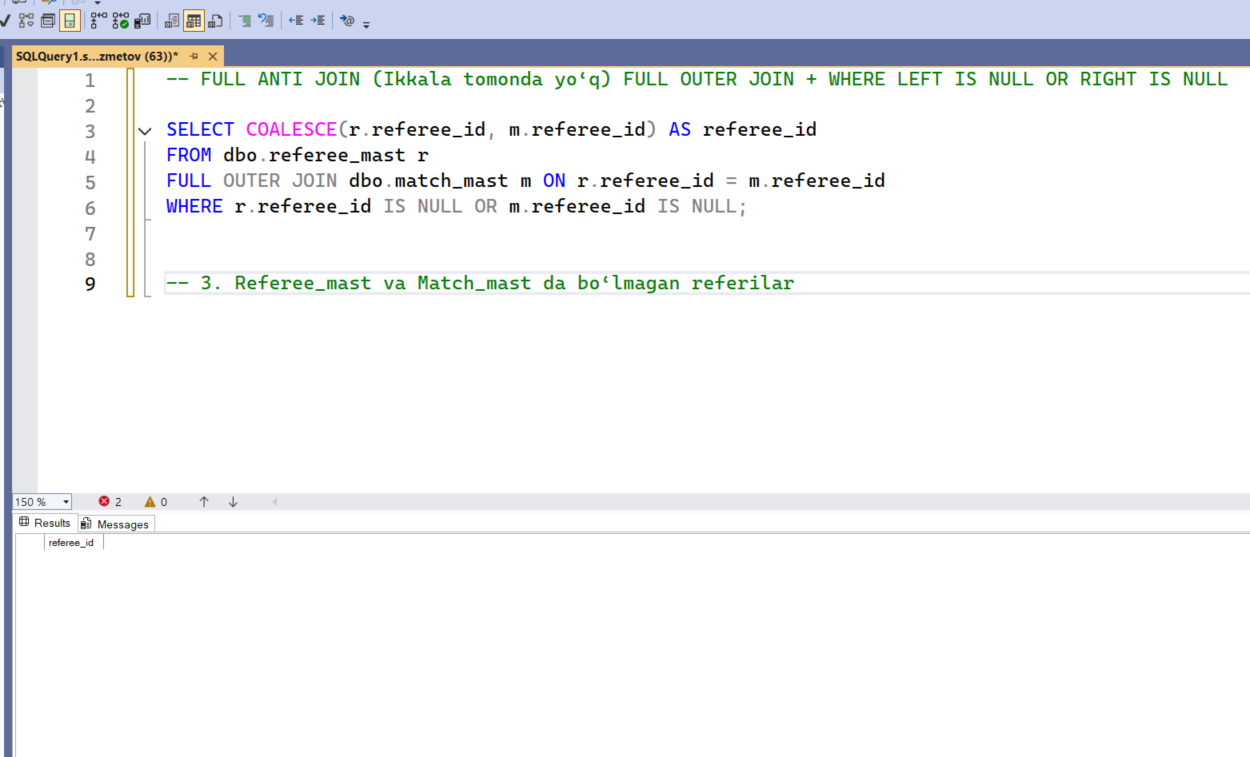 SQLQuery1.s...zmetov (63))*
1 -- FULL ANTI JOIN (Ikkala tomonda yo‘q) FULL OUTER JOIN + WHERE LEFT IS NULL OR RIGHT IS NULL
2
3 SELECT COALESCE(r.referee_id, m.referee_id) AS referee_id
4 FROM dbo.referee_mast r
5 FULL OUTER JOIN dbo.match_mast m ON r.referee_id = m.referee_id
6 WHERE r.referee_id IS NULL OR m.referee_id IS NULL;
7
8
9 -- 3. Referee_mast va Match_mast da bo‘lmagan referilar
150 % 2 0
Results Messages
referee_id